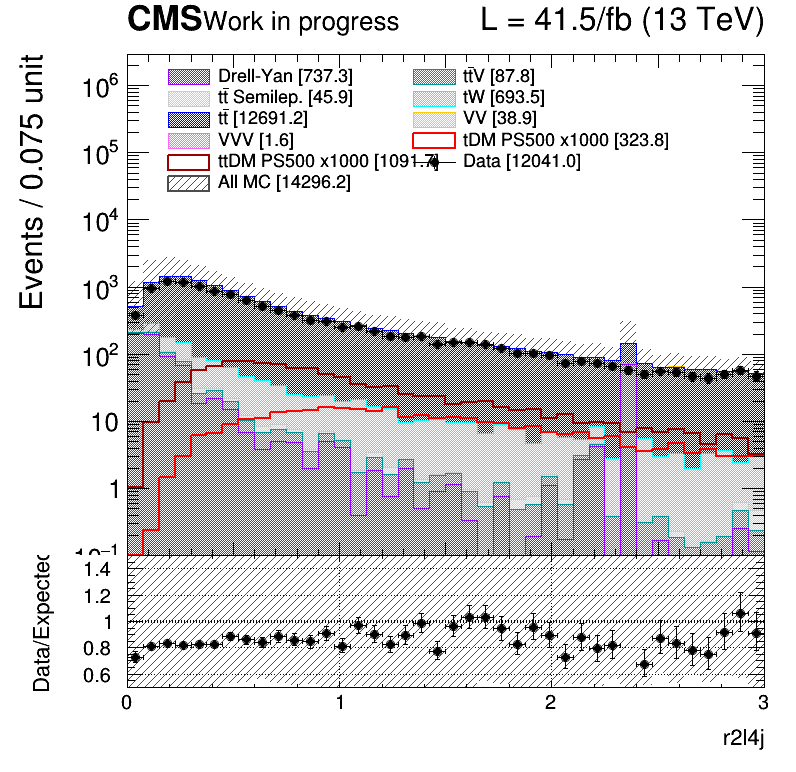 CMS Work in progress L = 41.5/fb (13 TeV)
Events / 0.075 unit
Drell-Yan [737.3] tt̄V [87.8]
tt̄ Semilep. [45.9] tW [693.5]
tt̄ [12691.2] VV [38.9]
VVV [1.6] tDM PS500 x1000 [323.8]
ttDM PS500 x1000 [1091.7] Data [12041.0]
All MC [14296.2]
10⁶
10⁵
10⁴
10³
10²
10
1
10⁻¹
Data/Expected
1.4
1.2
1
0.8
0.6
0 1 2 3
r2l4j